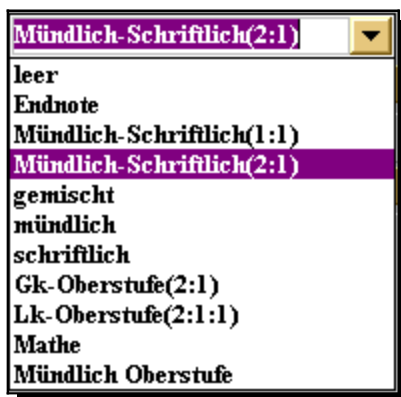 Mündlich-Schriftlich(2:1)
leer
Endnote
Mündlich-Schriftlich(1:1)
Mündlich-Schriftlich(2:1)
gemischt
mündlich
schriftlich
Gk-Oberstufe(2:1)
Lk-Oberstufe(2:1:1)
Mathe
Mündlich Oberstufe